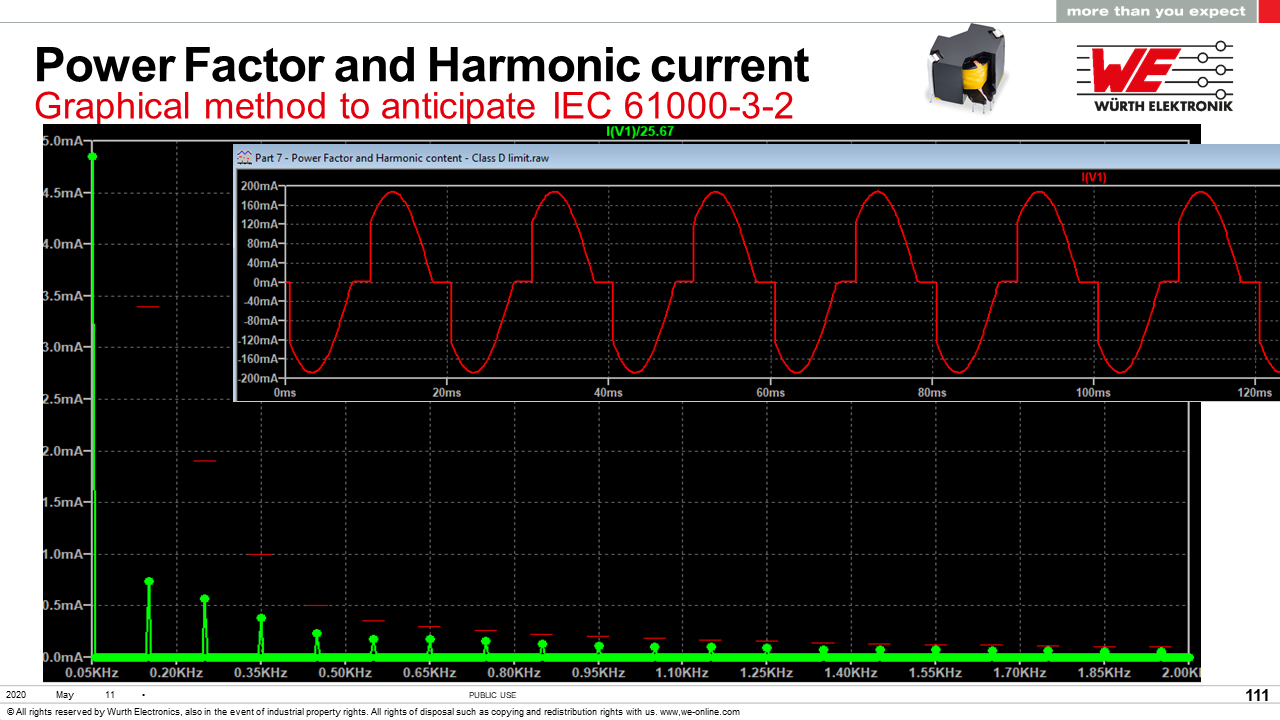 more than you expect
Power Factor and Harmonic current
Graphical method to anticipate IEC 61000-3-2
WE
WÜRTH ELEKTRONIK
I(V1)/25.67
5.0mA
4.5mA
4.0mA
3.5mA
3.0mA
2.5mA
2.0mA
1.5mA
1.0mA
0.5mA
0.0mA
0.05KHz 0.20KHz 0.35KHz 0.50KHz 0.65KHz 0.80KHz 0.95KHz 1.10KHz 1.25KHz 1.40KHz 1.55KHz 1.70KHz 1.85KHz 2.00K
Part 7 - Power Factor and Harmonic content - Class D limit.raw
I(V1)
200mA
160mA
120mA
80mA
40mA
0mA
-40mA
-80mA
-120mA
-160mA
-200mA
0ms 20ms 40ms 60ms 80ms 100ms 120ms
2020 May 11 • PUBLIC USE 111
© All rights reserved by Wurth Electronics, also in the event of industrial property rights. All rights of disposal such as copying and redistribution rights with us. www,we-online.com